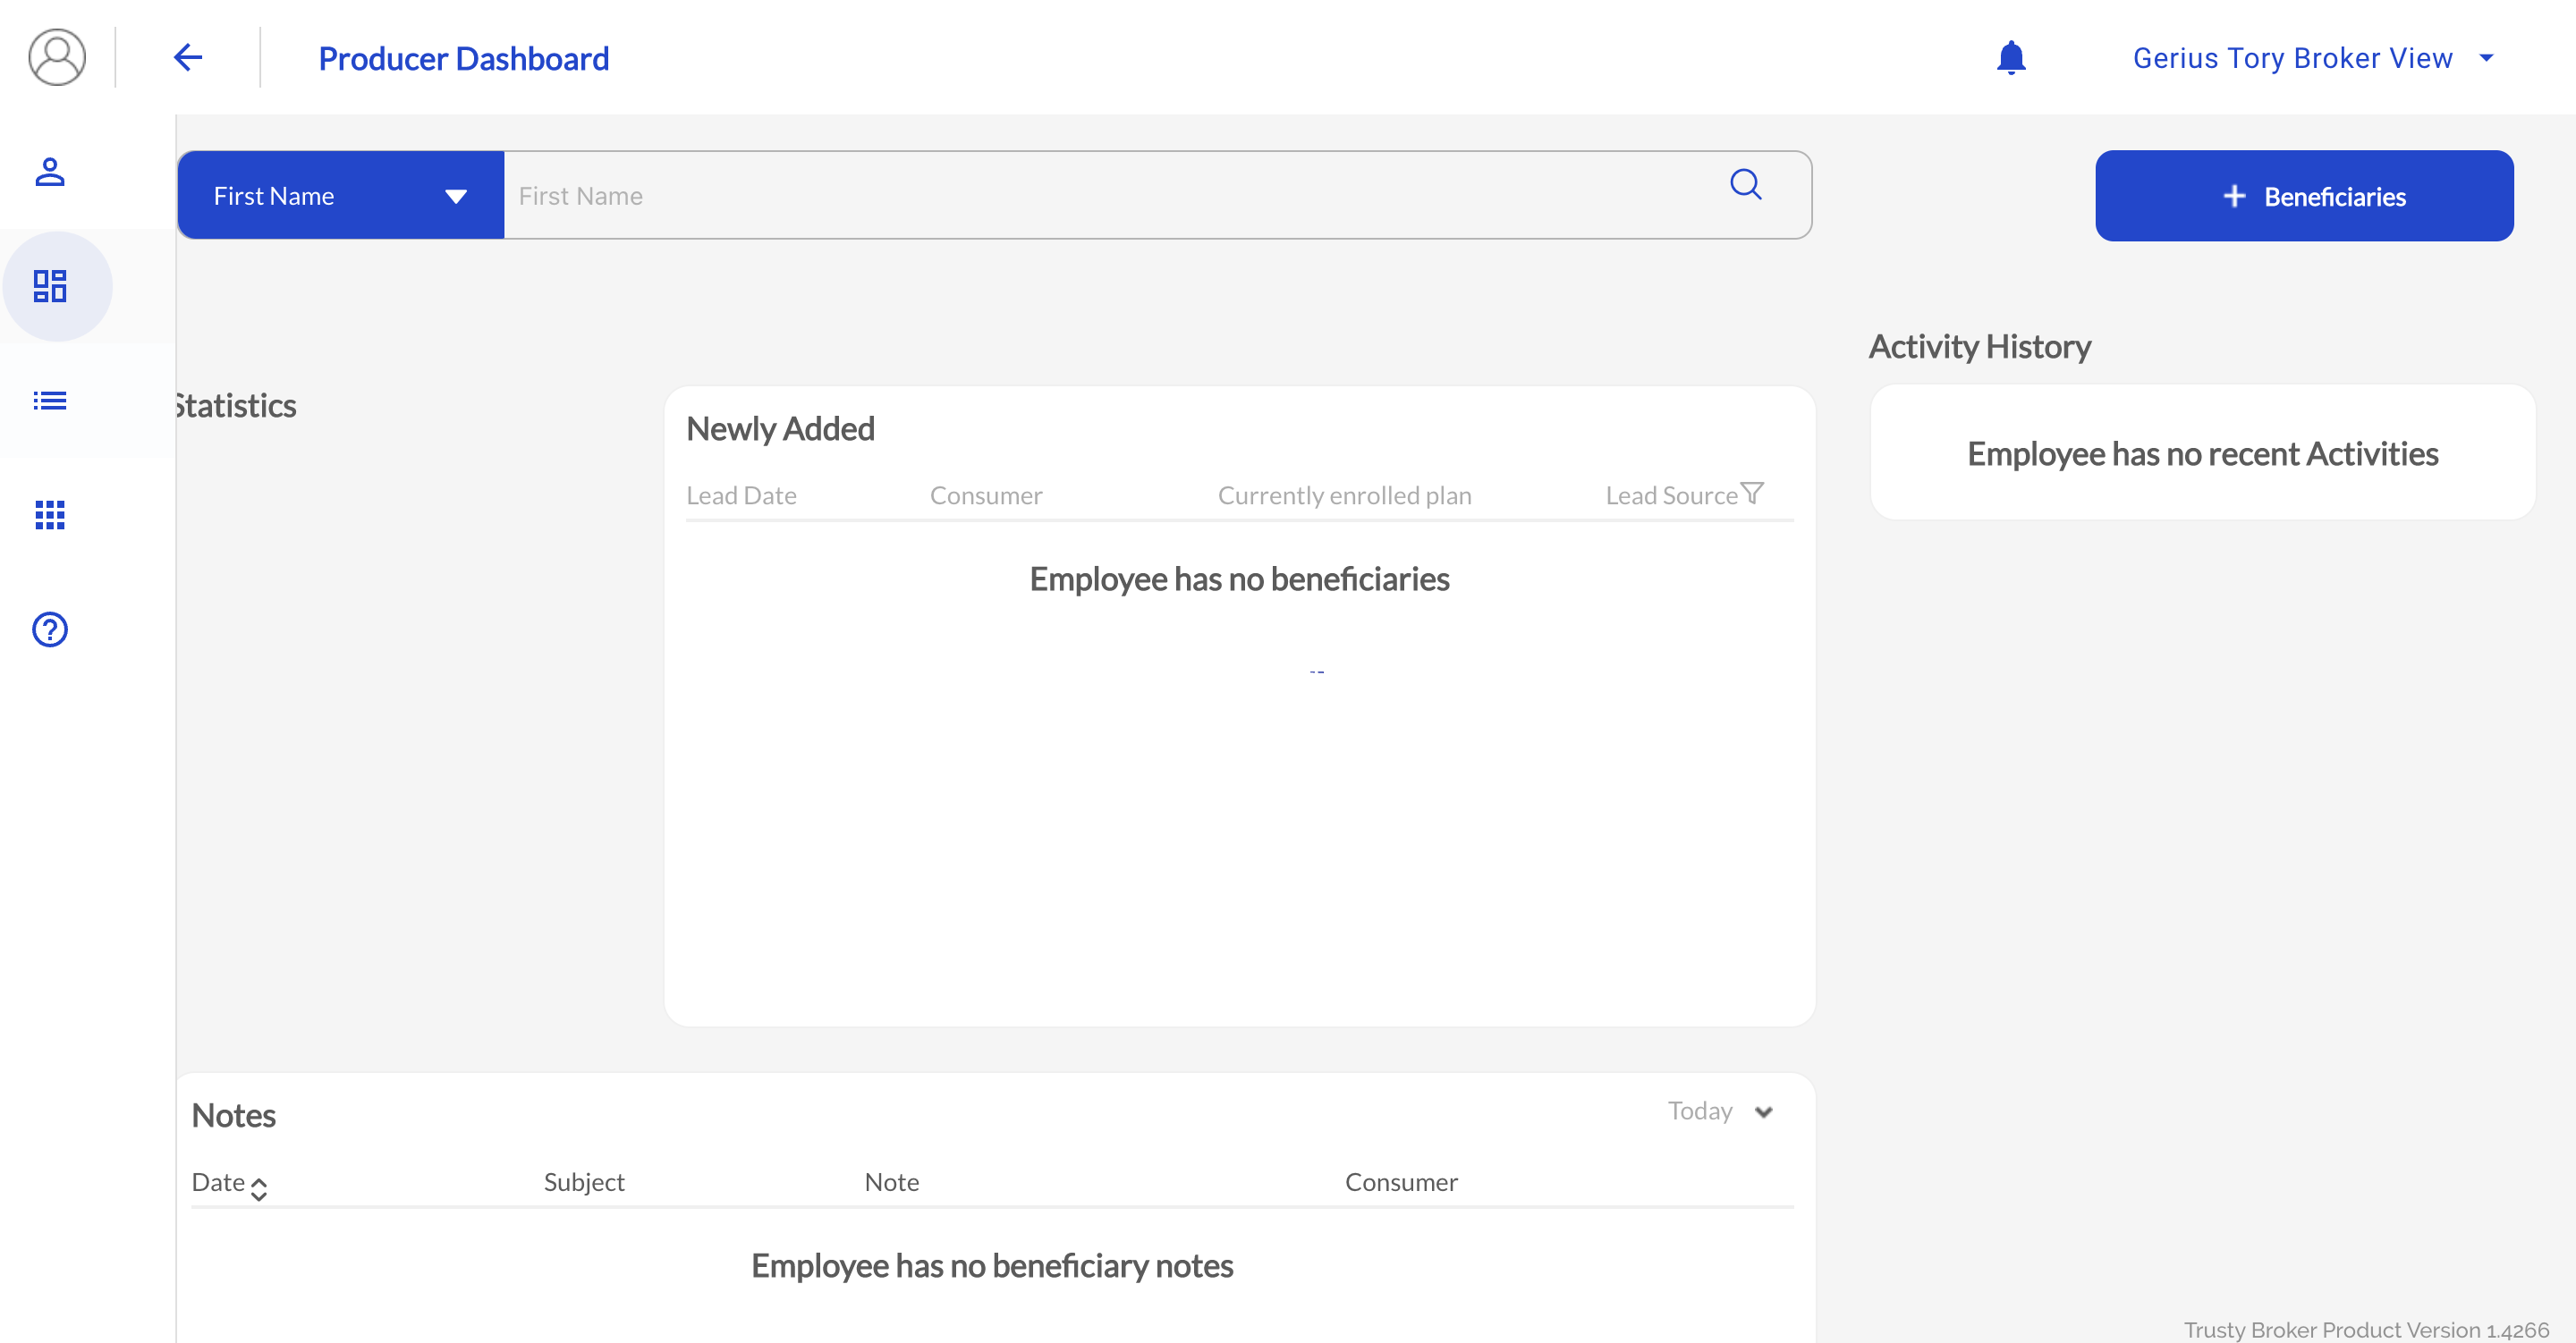 Producer Dashboard
Gerius Tory Broker View
First Name
First Name
+ Beneficiaries
Activity History
Employee has no recent Activities
Statistics
Newly Added
Lead Date Consumer Currently enrolled plan Lead Source
Employee has no beneficiaries
--
Notes
Today
Date Subject Note Consumer
Employee has no beneficiary notes
Trusty Broker Product Version 1.4266